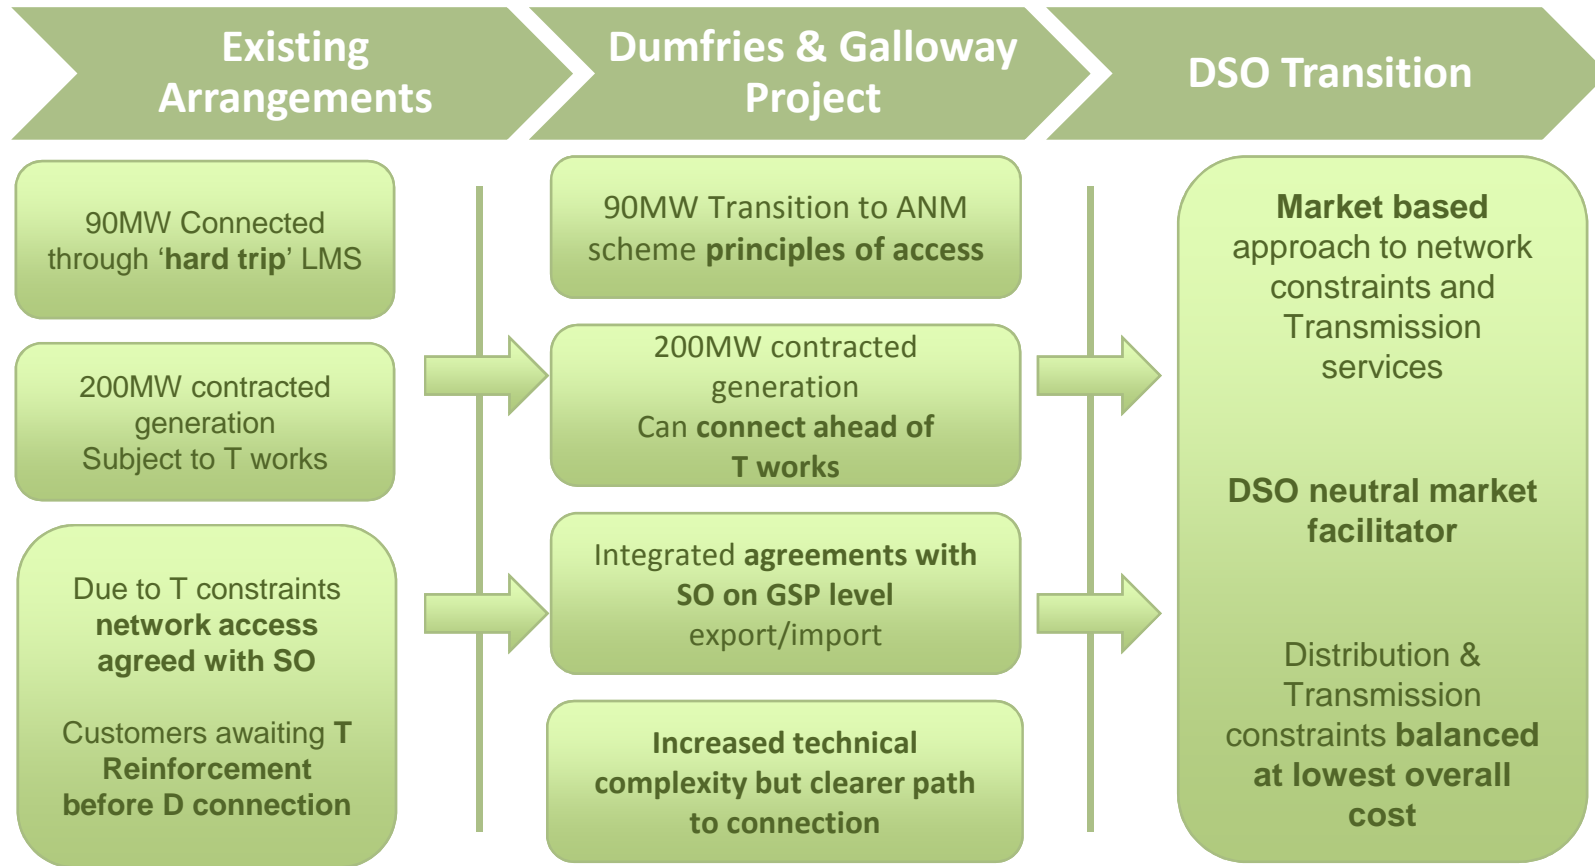 Existing
Arrangements
Dumfries & Galloway
Project
DSO Transition
90MW Connected
through ‘hard trip’ LMS
200MW contracted
generation
Subject to T works
Due to T constraints
network access
agreed with SO
Customers awaiting T
Reinforcement
before D connection
90MW Transition to ANM
scheme principles of access
200MW contracted
generation
Can connect ahead of
T works
Integrated agreements with
SO on GSP level
export/import
Increased technical
complexity but clearer path
to connection
Market based
approach to network
constraints and
Transmission
services
DSO neutral market
facilitator
Distribution &
Transmission
constraints balanced
at lowest overall
cost